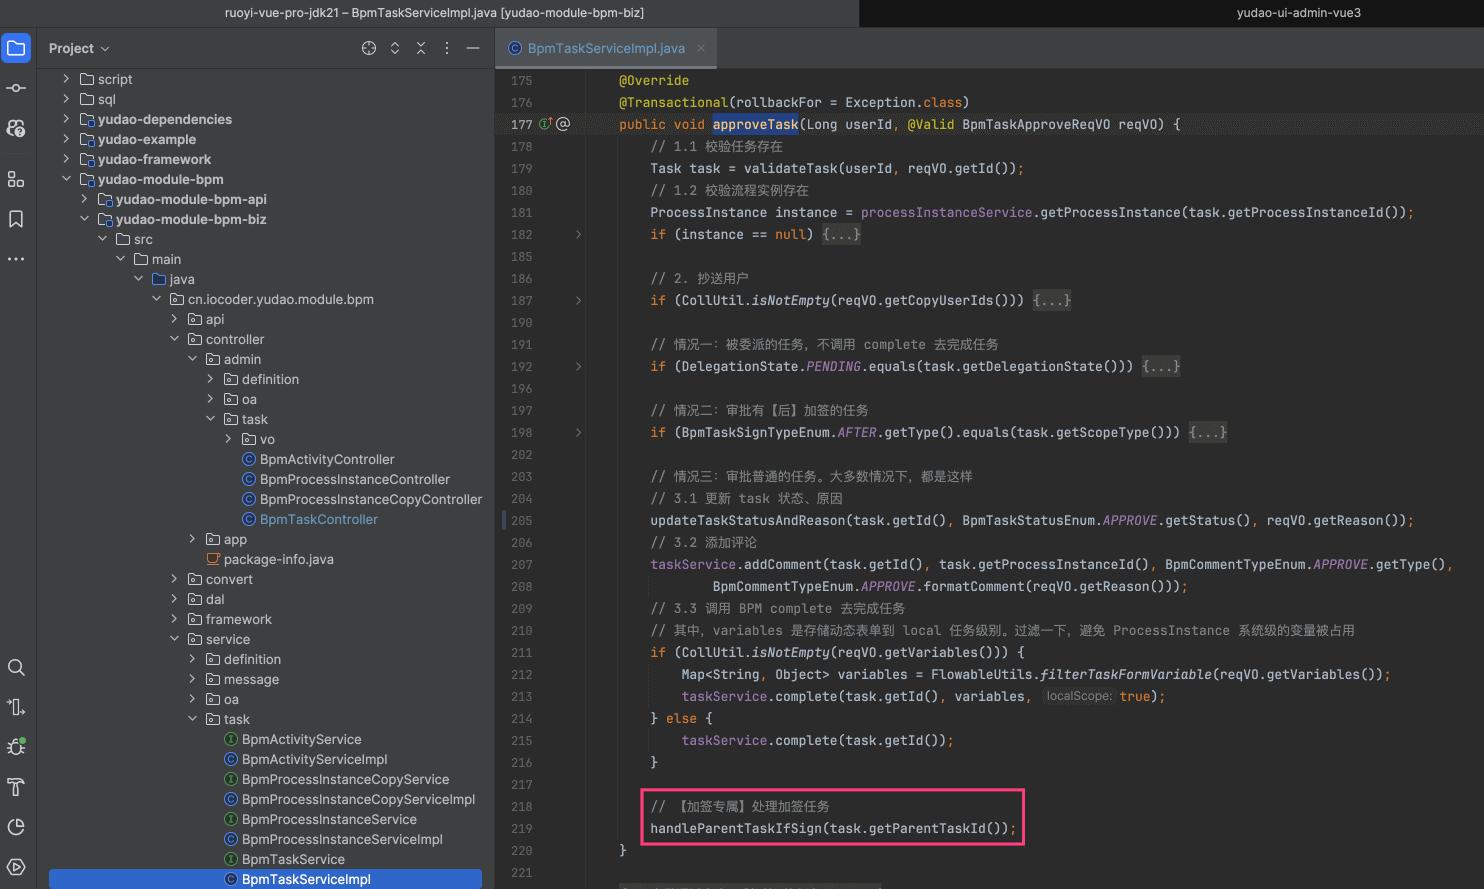 ruoyi-vue-pro-jdk21 – BpmTaskServiceImpl.java [yudao-module-bpm-biz]
yudao-ui-admin-vue3
Project
script
sql
yudao-dependencies
yudao-example
yudao-framework
yudao-module-bpm
yudao-module-bpm-api
yudao-module-bpm-biz
src
main
java
cn.iocoder.yudao.module.bpm
api
controller
admin
definition
oa
task
vo
BpmActivityController
BpmProcessInstanceController
BpmProcessInstanceCopyController
BpmTaskController
app
package-info.java
convert
dal
framework
service
definition
message
oa
task
BpmActivityService
BpmActivityServiceImpl
BpmProcessInstanceCopyService
BpmProcessInstanceCopyServiceImpl
BpmProcessInstanceService
BpmProcessInstanceServiceImpl
BpmTaskService
BpmTaskServiceImpl
BpmTaskServiceImpl.java
175 @Override
176 @Transactional(rollbackFor = Exception.class)
177 public void approveTask(Long userId, @Valid BpmTaskApproveReqVO reqVO) {
178 // 1.1 校验任务存在
179 Task task = validateTask(userId, reqVO.getId());
180 // 1.2 校验流程实例存在
181 ProcessInstance instance = processInstanceService.getProcessInstance(task.getProcessInstanceId());
182 if (instance == null) {...}
185
186 // 2. 抄送用户
187 if (CollUtil.isNotEmpty(reqVO.getCopyUserIds())) {...}
190
191 // 情况一：被委派的任务，不调用 complete 去完成任务
192 if (DelegationState.PENDING.equals(task.getDelegationState())) {...}
196
197 // 情况二：审批有【后】加签的任务
198 if (BpmTaskSignTypeEnum.AFTER.getType().equals(task.getScopeType())) {...}
202
203 // 情况三：审批普通的任务。大多数情况下，都是这样
204 // 3.1 更新 task 状态、原因
205 updateTaskStatusAndReason(task.getId(), BpmTaskStatusEnum.APPROVE.getStatus(), reqVO.getReason());
206 // 3.2 添加评论
207 taskService.addComment(task.getId(), task.getProcessInstanceId(), BpmCommentTypeEnum.APPROVE.getType(),
208 BpmCommentTypeEnum.APPROVE.formatComment(reqVO.getReason()));
209 // 3.3 调用 BPM complete 去完成任务
210 // 其中，variables 是存储动态表单到 local 任务级别。过滤一下，避免 ProcessInstance 系统级的变量被占用
211 if (CollUtil.isNotEmpty(reqVO.getVariables())) {
212 Map<String, Object> variables = FlowableUtils.filterTaskFormVariable(reqVO.getVariables());
213 taskService.complete(task.getId(), variables, localScope: true);
214 } else {
215 taskService.complete(task.getId());
216 }
217
218 // 【加签专属】处理加签任务
219 handleParentTaskIfSign(task.getParentTaskId());
220 }
221